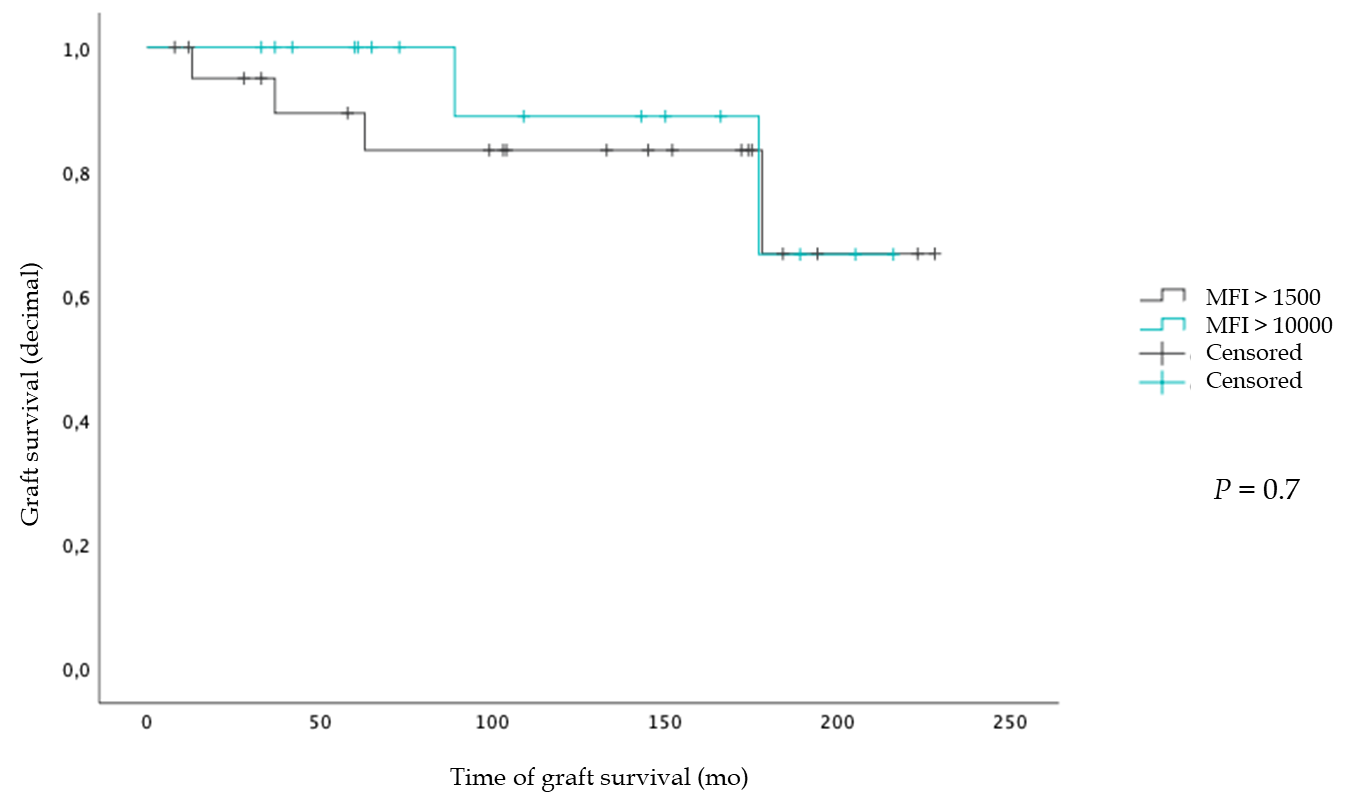 1,0
0,8
0,6
0,4
0,2
0,0
Graft survival (decimal)
0 50 100 150 200 250
Time of graft survival (mo)
MFI > 1500
MFI > 10000
Censored
Censored
P = 0.7